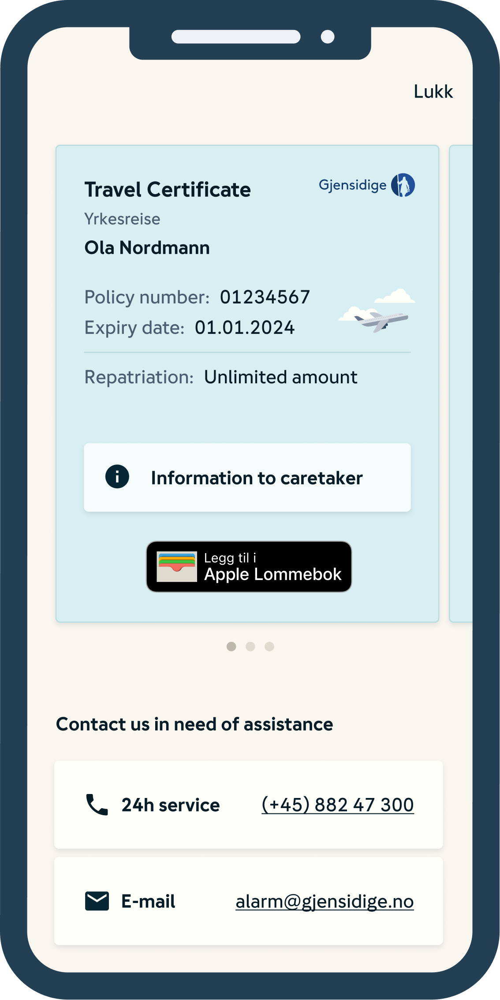 Lukk
Travel Certificate
Gjensidige
Yrkesreise
Ola Nordmann
Policy number: 01234567
Expiry date: 01.01.2024
Repatriation: Unlimited amount
Information to caretaker
Legg til i
Apple Lommebok
Contact us in need of assistance
24h service (+45) 882 47 300
E-mail alarm@gjensidige.no